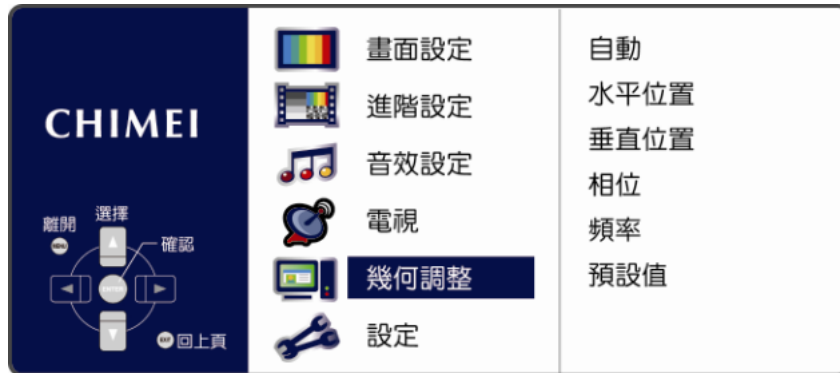 CHIMEI
離開
選擇
MENU
確認
ENTER
EXIT
回上頁
畫面設定
進階設定
音效設定
電視
幾何調整
設定
自動
水平位置
垂直位置
相位
頻率
預設值